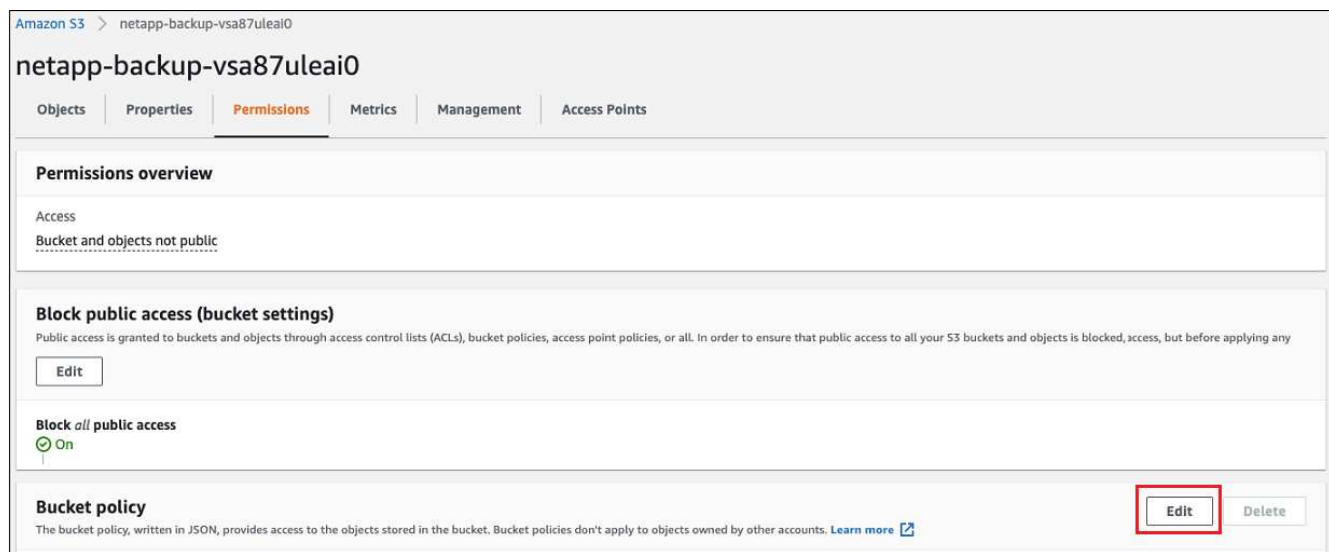 Amazon S3 > netapp-backup-vsa87uleai0
netapp-backup-vsa87uleai0
Objects Properties Permissions Metrics Management Access Points
Permissions overview
Access
Bucket and objects not public
Block public access (bucket settings)
Public access is granted to buckets and objects through access control lists (ACLs), bucket policies, access point policies, or all. In order to ensure that public access to all your S3 buckets and objects is blocked, access, but before applying any
Edit
Block all public access
On
Bucket policy
Edit Delete
The bucket policy, written in JSON, provides access to the objects stored in the bucket. Bucket policies don't apply to objects owned by other accounts. Learn more